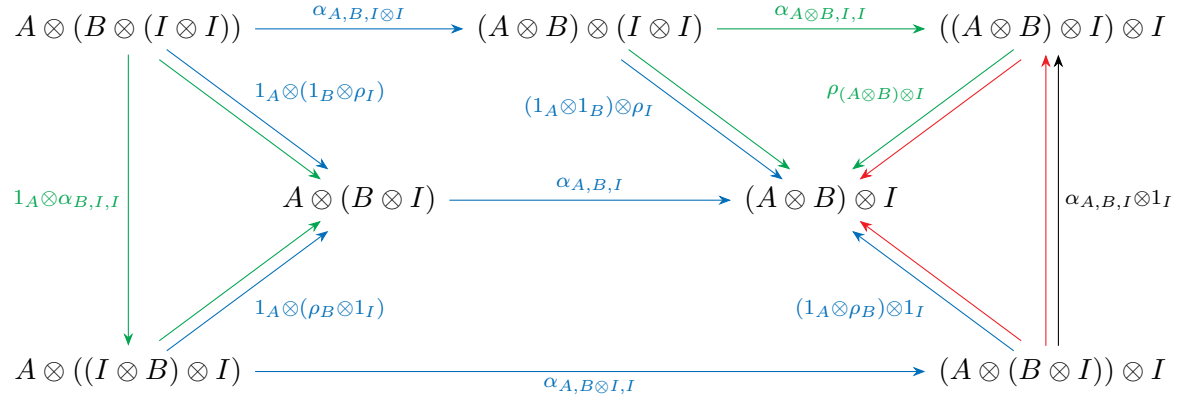 A ⊗ (B ⊗ (I ⊗ I)) α_{A,B,I⊗I} (A ⊗ B) ⊗ (I ⊗ I) α_{A⊗B,I,I} ((A ⊗ B) ⊗ I) ⊗ I
1_A⊗(1_B⊗ρ_I) (1_A⊗1_B)⊗ρ_I ρ_{(A⊗B)⊗I}
1_A⊗α_{B,I,I} A ⊗ (B ⊗ I) α_{A,B,I} (A ⊗ B) ⊗ I α_{A,B,I}⊗1_I
1_A⊗(ρ_B⊗1_I) (1_A⊗ρ_B)⊗1_I
A ⊗ ((I ⊗ B) ⊗ I) α_{A,B⊗I,I} (A ⊗ (B ⊗ I)) ⊗ I